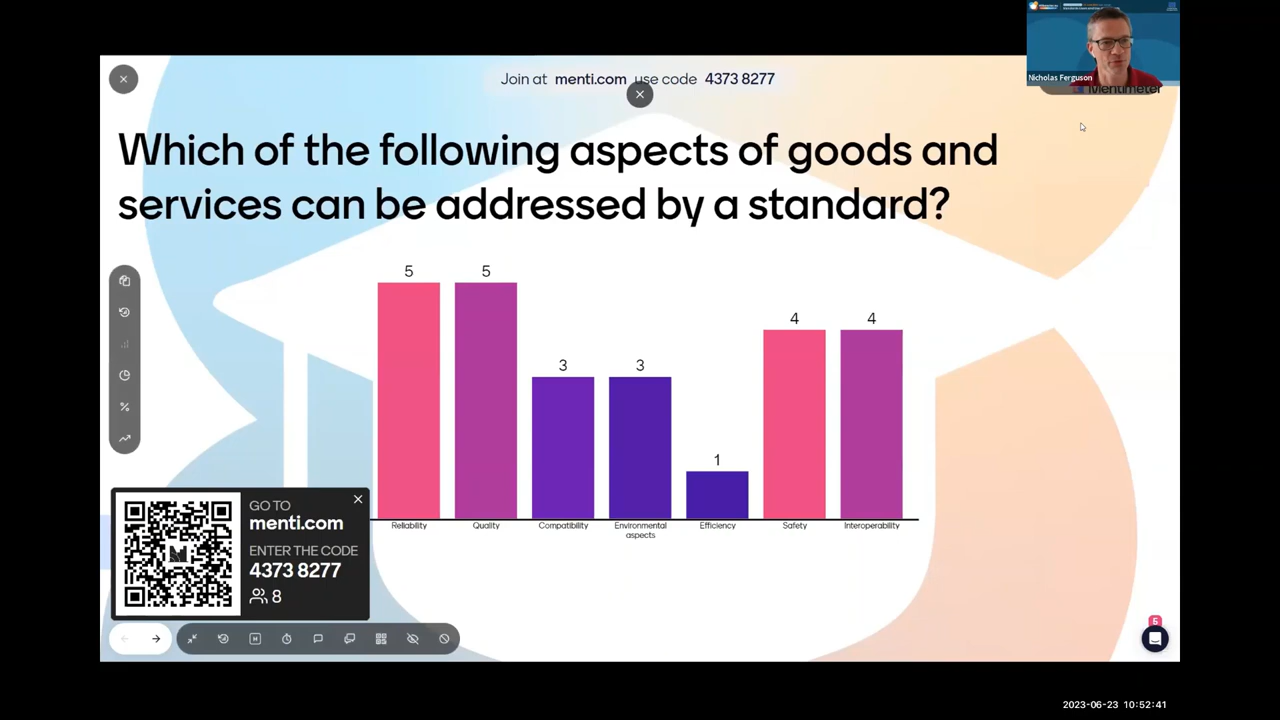 Join at menti.com use code 4373 8277
Nicholas Ferguson
Mentimeter
Which of the following aspects of goods and
services can be addressed by a standard?
5
5
3
3
1
4
4
Reliability
Quality
Compatibility
Environmental
aspects
Efficiency
Safety
Interoperability
GO TO
menti.com
ENTER THE CODE
4373 8277
8
5
2023-06-23 10:52:41